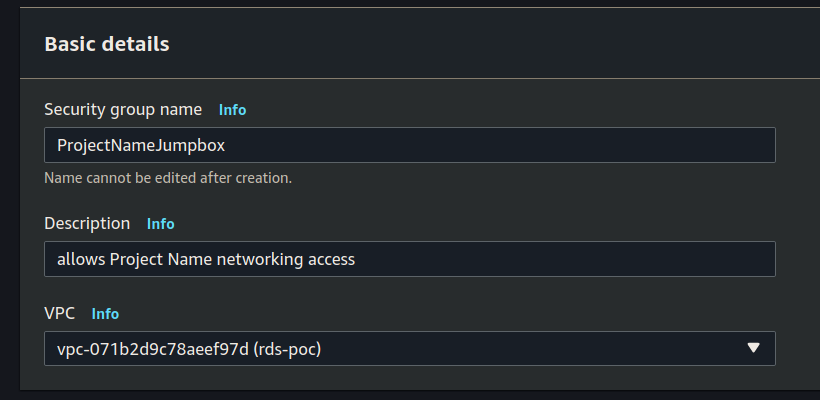 Basic details
Security group name Info
ProjectNameJumpbox
Name cannot be edited after creation.
Description Info
allows Project Name networking access
VPC Info
vpc-071b2d9c78aeef97d (rds-poc)